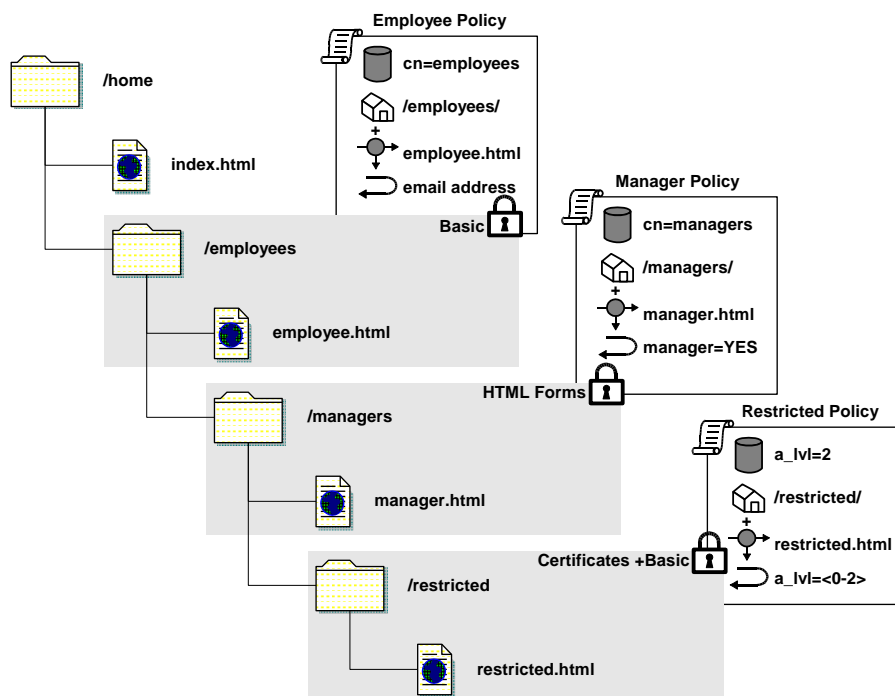 Employee Policy
cn=employees
/home
/employees/
+
employee.html
index.html
email address
Manager Policy
Basic
cn=managers
/employees
/managers/
+
manager.html
employee.html
manager=YES
HTML Forms
/managers
Restricted Policy
a_lvl=2
manager.html
/restricted/
+
restricted.html
Certificates +Basic
a_lvl=<0-2>
/restricted
restricted.html